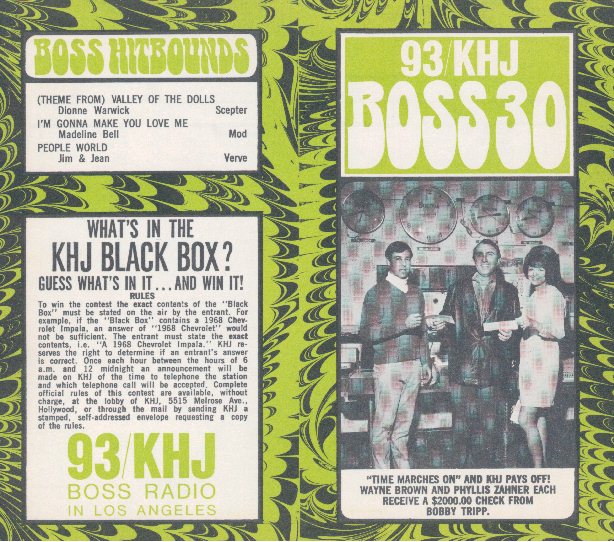 BOSS HITBOUNDS
(THEME FROM) VALLEY OF THE DOLLS
Dionne Warwick Scepter
I'M GONNA MAKE YOU LOVE ME
Madeline Bell Mod
PEOPLE WORLD
Jim & Jean Verve
WHAT'S IN THE
KHJ BLACK BOX?
GUESS WHAT'S IN IT...AND WIN IT!
RULES
To win the contest the exact contents of the "Black
Box" must be stated on the air by the entrant. For
example, if the "Black Box" contains a 1968 Chev-
rolet Impala, an answer of "1968 Chevrolet" would
not be sufficient. The entrant must state the exact
contents, i.e. "A 1968 Chevrolet Impala." KHJ re-
serves the right to determine if an entrant's answer
is correct. Once each hour between the hours of 6
a.m. and 12 midnight an announcement will be
made on KHJ of the time to telephone the station
and which telephone call will be accepted. Complete
official rules of this contest are available, without
charge, at the lobby of KHJ, 5515 Melrose Ave.,
Hollywood, or through the mail by sending KHJ a
stamped, self-addressed envelope requesting a copy
of the rules.
93/KHJ
BOSS RADIO
IN LOS ANGELES
93/KHJ
BOSS 30
"TIME MARCHES ON" AND KHJ PAYS OFF!
WAYNE BROWN AND PHYLLIS ZAHNER EACH
RECEIVE A $2000.00 CHECK FROM
BOBBY TRIPP.